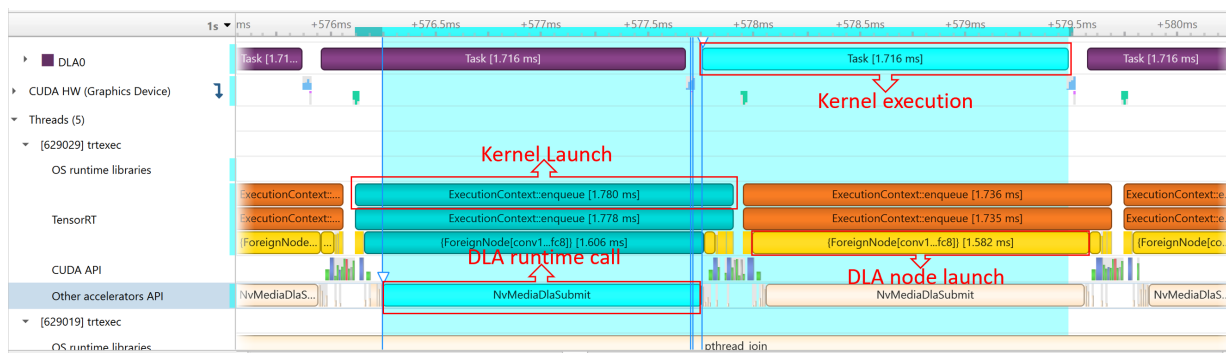 1s ms +576ms +576.5ms +577ms +577.5ms +578ms +578.5ms +579ms +579.5ms +580ms
DLA0 Task [1.71... Task [1.716 ms] Task [1.716 ms] Task [1.716 ms]
CUDA HW (Graphics Device)
Kernel execution
Threads (5)
[629029] trtexec
Kernel Launch
OS runtime libraries
ExecutionContext::... ExecutionContext::enqueue [1.780 ms] ExecutionContext::enqueue [1.736 ms] ExecutionContext::e
TensorRT ExecutionContext::... ExecutionContext::enqueue [1.778 ms] ExecutionContext::enqueue [1.735 ms] ExecutionContext::e
{ForeignNode... ... {ForeignNode[conv1...fc8]} [1.606 ms] {ForeignNode[conv1...fc8]} [1.582 ms] {ForeignNode[co...
DLA runtime call
CUDA API
DLA node launch
Other accelerators API NvMediaDlaS... NvMediaDlaSubmit NvMediaDlaSubmit NvMediaDlaS...
[629019] trtexec
OS runtime libraries pthread_join